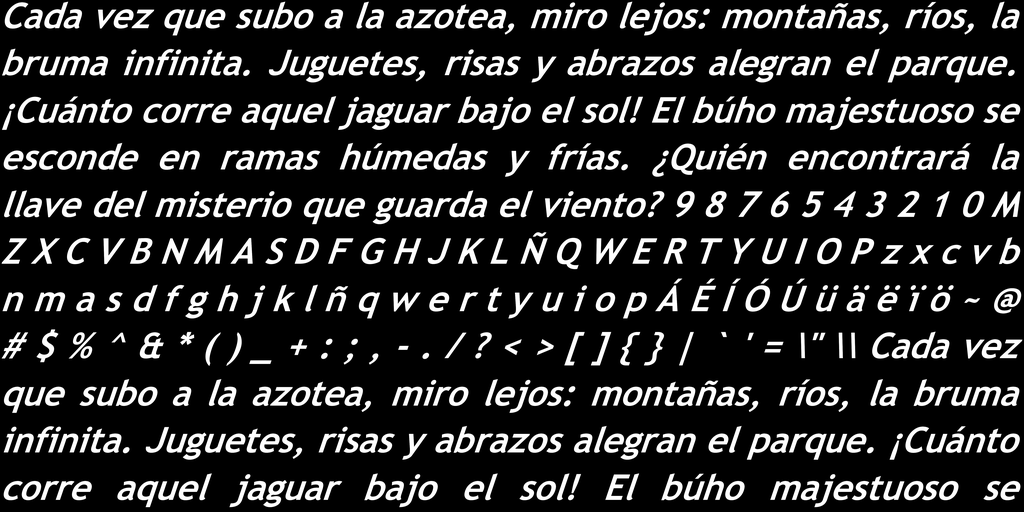 Cada vez que subo a la azotea, miro lejos: montañas, ríos, la
bruma infinita. Juguetes, risas y abrazos alegran el parque.
¡Cuánto corre aquel jaguar bajo el sol! El búho majestuoso se
esconde en ramas húmedas y frías. ¿Quién encontrará la
llave del misterio que guarda el viento? 9 8 7 6 5 4 3 2 1 0 M
Z X C V B N M A S D F G H J K L Ñ Q W E R T Y U I O P z x c v b
n m a s d f g h j k l ñ q w e r t y u i o p Á É Í Ó Ú ü ä ë ï ö ~ @
# $ % ^ & * ( ) _ + : ; , - . / ? < > [ ] { } | ` ' = \" \\ Cada vez
que subo a la azotea, miro lejos: montañas, ríos, la bruma
infinita. Juguetes, risas y abrazos alegran el parque. ¡Cuánto
corre aquel jaguar bajo el sol! El búho majestuoso se